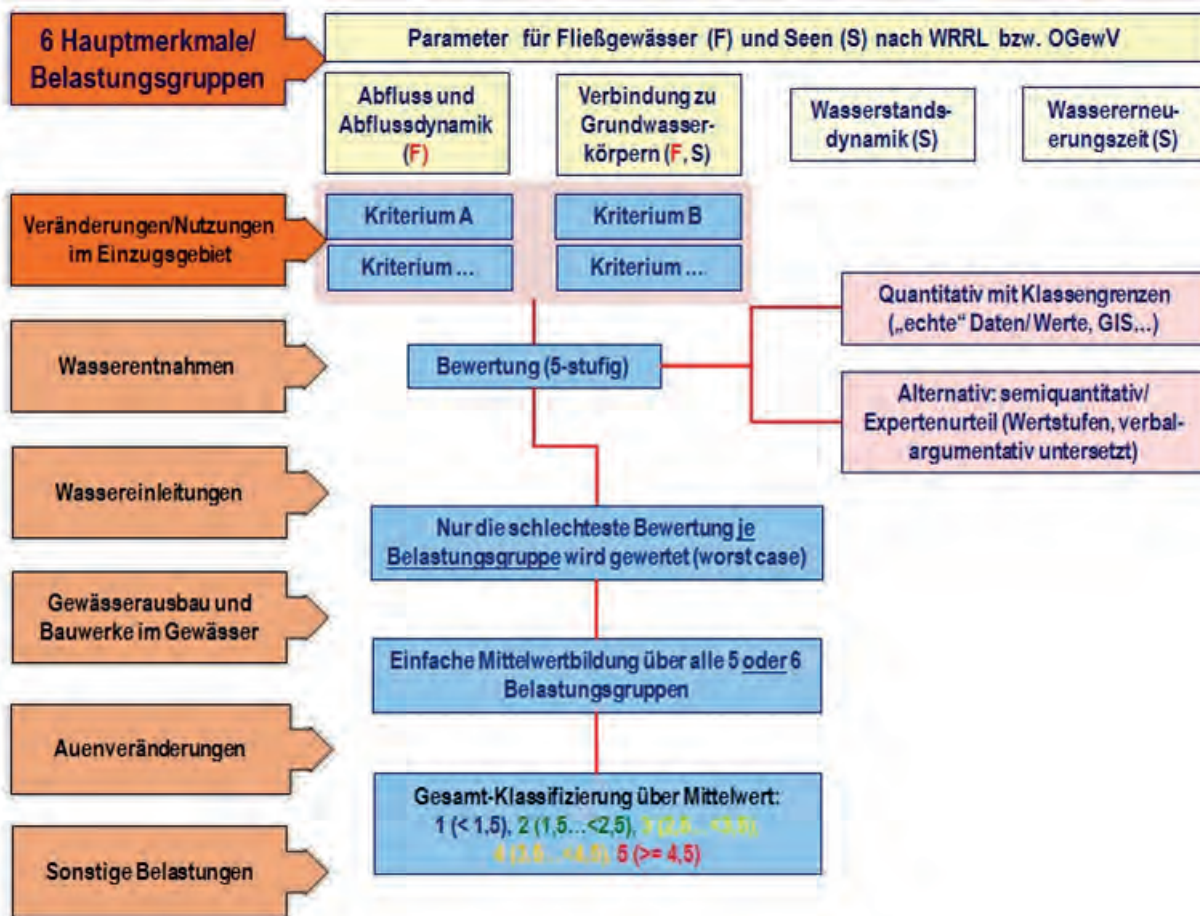 6 Hauptmerkmale/
Belastungsgruppen
Parameter für Fließgewässer (F) und Seen (S) nach WRRL bzw. OGewV
Abfluss und
Abflussdynamik
(F)
Verbindung zu
Grundwasser-
körpern (F, S)
Wasserstands-
dynamik (S)
Wassererneu-
erungszeit (S)
Veränderungen/Nutzungen
im Einzugsgebiet
Kriterium A
Kriterium ...
Kriterium B
Kriterium ...
Quantitativ mit Klassengrenzen
(„echte“ Daten/ Werte, GIS...)
Wasserentnahmen
Bewertung (5-stufig)
Alternativ: semiquantitativ/
Expertenurteil (Wertstufen, verbal-
argumentativ untersetzt)
Wassereinleitungen
Nur die schlechteste Bewertung je
Belastungsgruppe wird gewertet (worst case)
Gewässerausbau und
Bauwerke im Gewässer
Einfache Mittelwertbildung über alle 5 oder 6
Belastungsgruppen
Auenveränderungen
Gesamt-Klassifizierung über Mittelwert:
1 (< 1,5), 2 (1,5...<2,5), 3 (2,5...<3,5),
4 (3,5...<4,5), 5 (>= 4,5)
Sonstige Belastungen